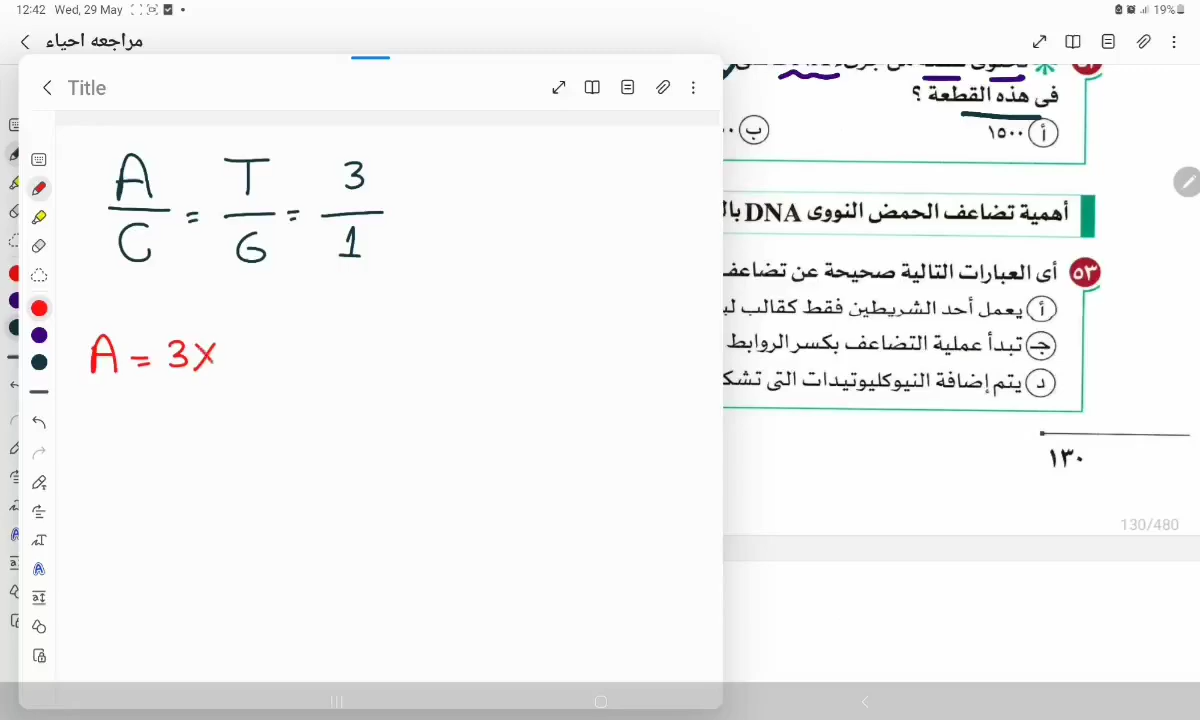 12:42 Wed, 29 May
19%
مراجعه احياء
Title
A/C = T/G = 3/1
A = 3x
فى هذه القطعة ؟
أ ١٥٠٠
ب
أهمية تضاعف الحمض النووى DNA
٥٣ أى العبارات التالية صحيحة عن تضاعف
أ يعمل أحد الشريطين فقط كقالب
جـ تبدأ عملية التضاعف بكسر الروابط
د يتم إضافة النيوكليوتيدات التى
١٣٠
130/480